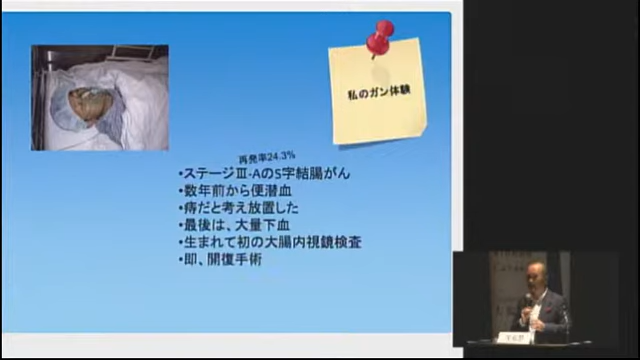 私のガン体験
再発率24.3%
•ステージⅢ-AのS字結腸がん
•数年前から便潜血
•痔だと考え放置した
•最後は、大量下血
•生まれて初の大腸内視鏡検査
•即、開復手術